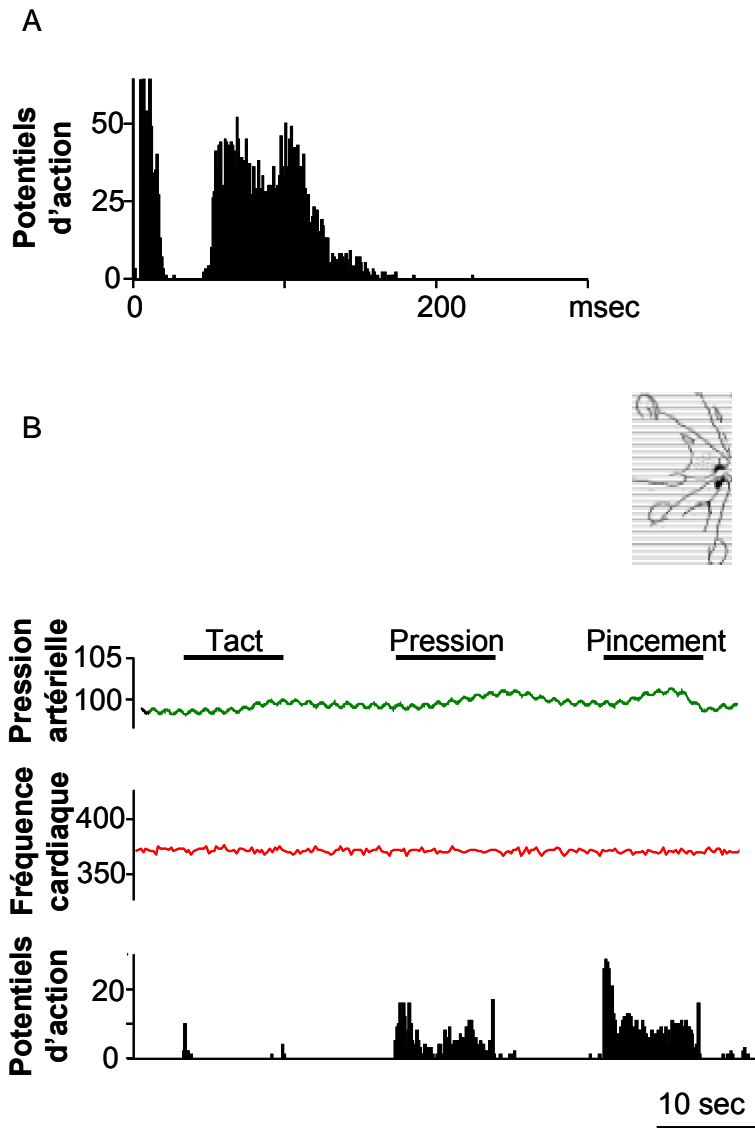 A
Potentiels
d’action
50
25
0
0
200
msec
B
Tact
Pression
Pincement
Pression
artérielle
105
100
Fréquence
cardiaque
400
350
Potentiels
d’action
20
0
10 sec